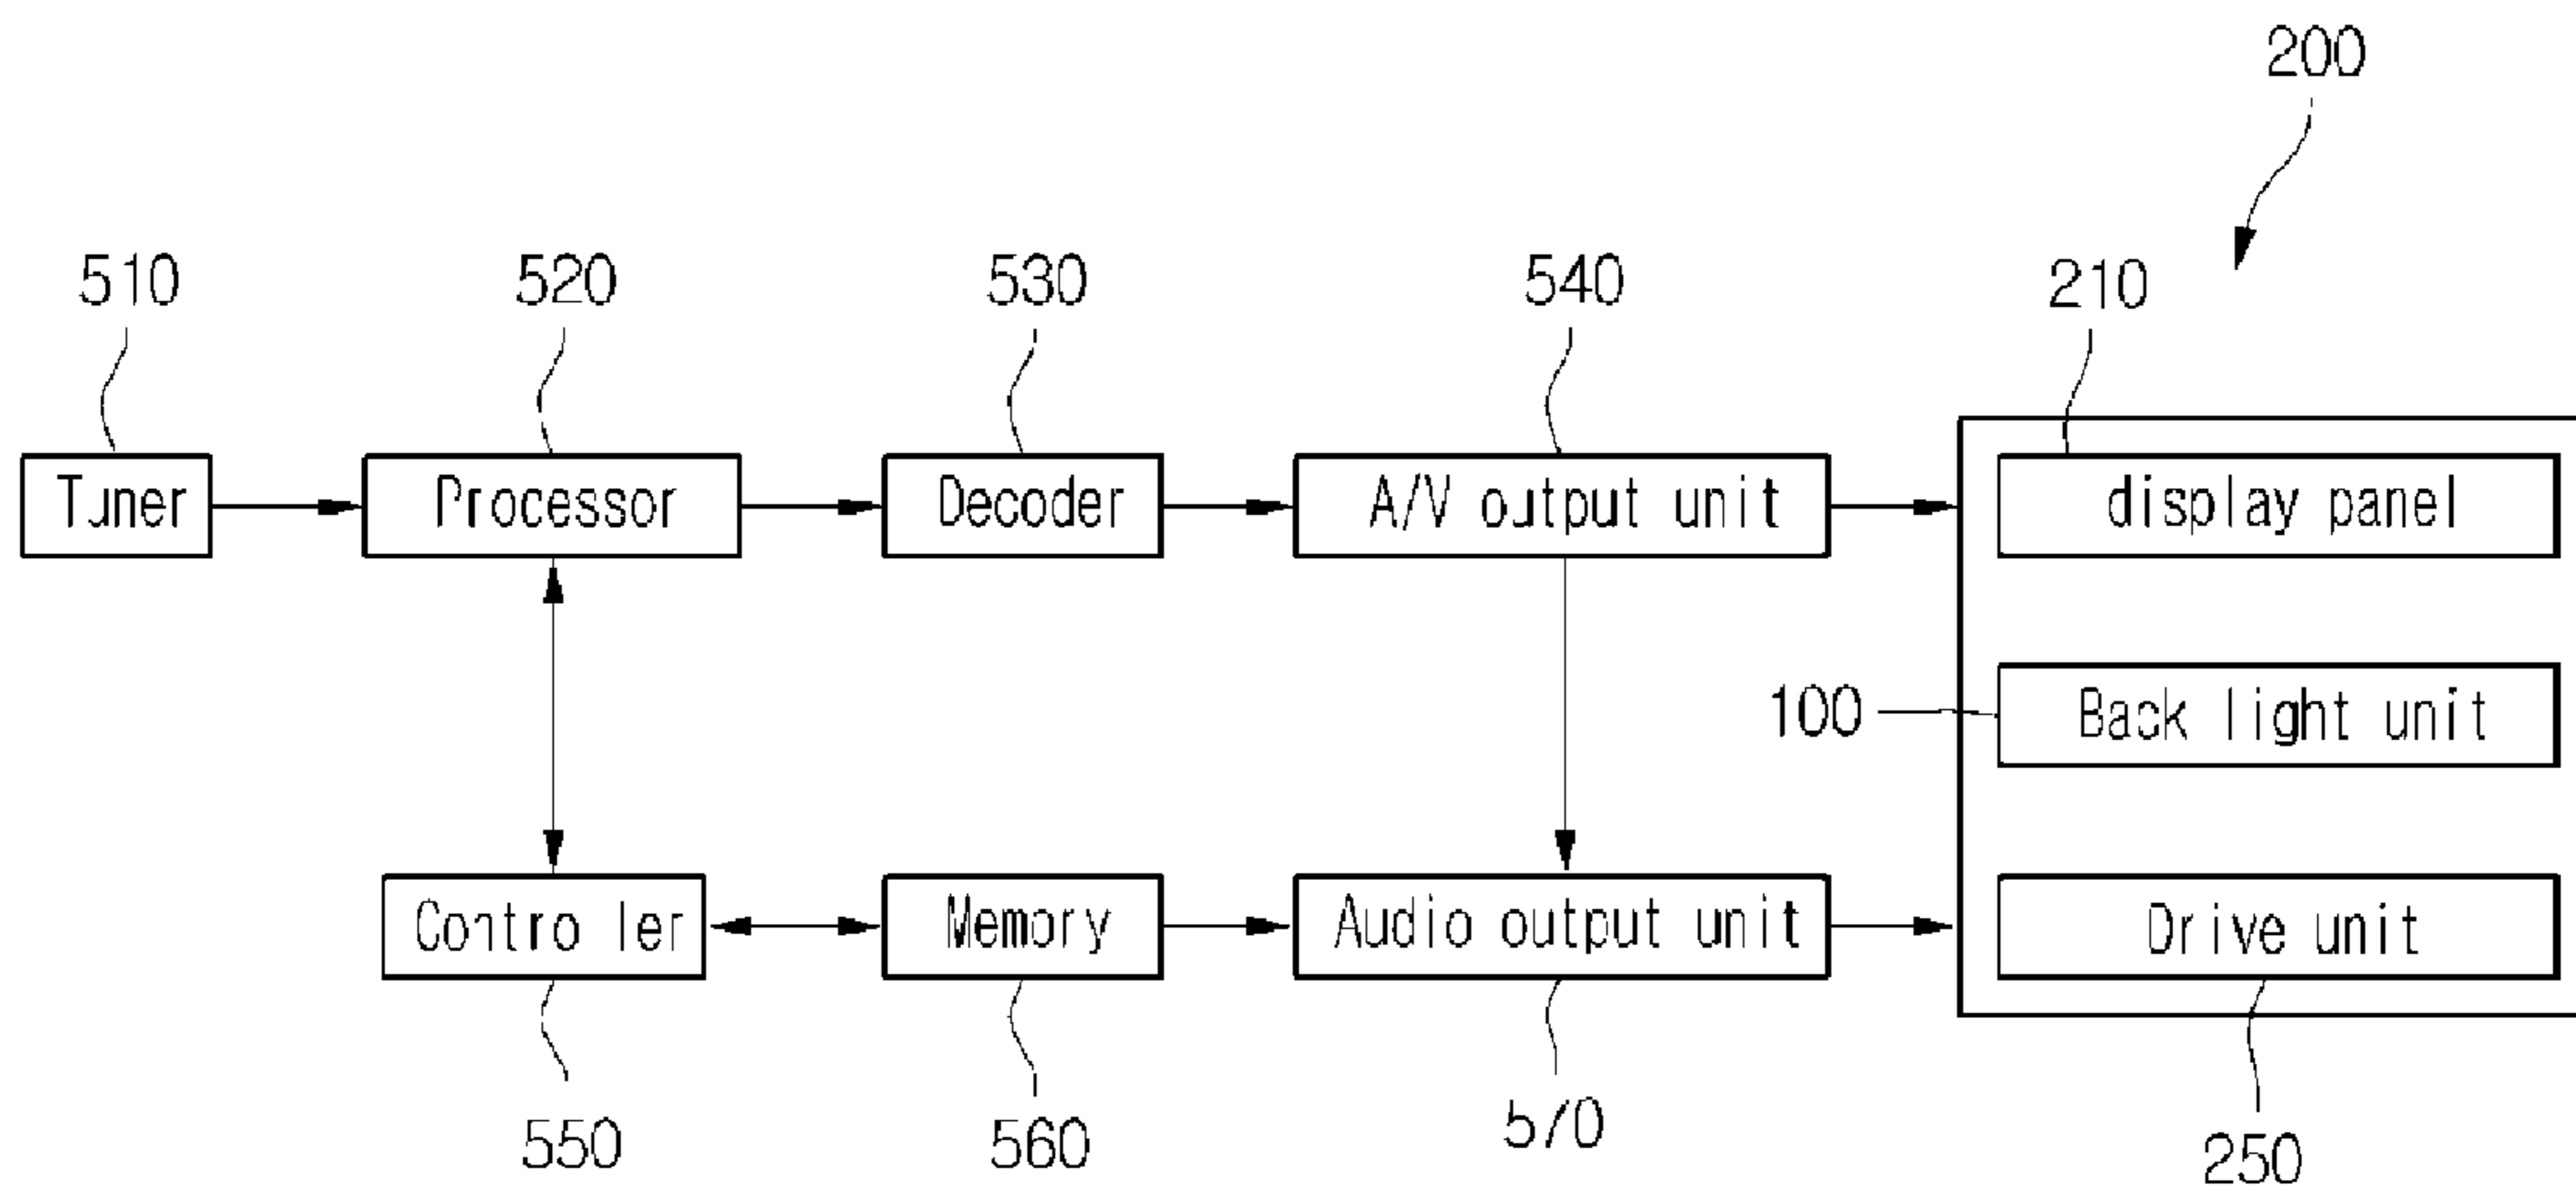 200
510
520
530
540
210
Tuner
Processor
Decoder
A/V output unit
display panel
100
Back light unit
Controller
Memory
Audio output unit
Drive unit
550
560
570
250